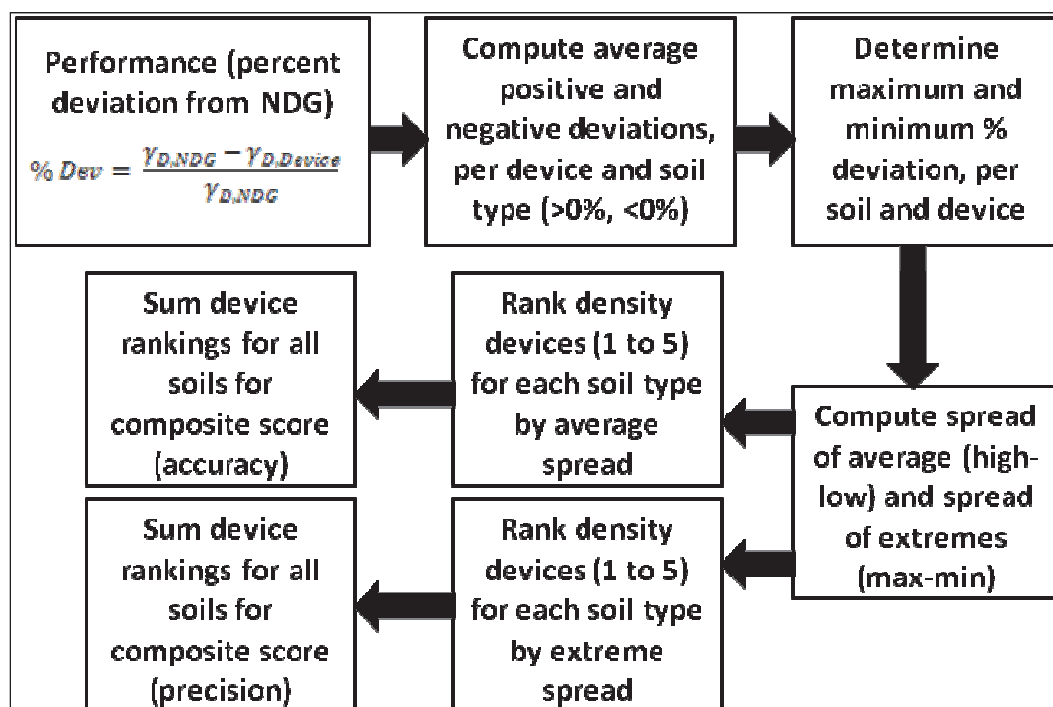 Performance (percent
deviation from NDG)
% Dev = (γD,NDG − γD,Device) / γD,NDG
Compute average
positive and
negative deviations,
per device and soil
type (>0%, <0%)
Determine
maximum and
minimum %
deviation, per
soil and device
Compute spread
of average (high-
low) and spread
of extremes
(max-min)
Rank density
devices (1 to 5)
for each soil type
by average
spread
Sum device
rankings for all
soils for
composite score
(accuracy)
Rank density
devices (1 to 5)
for each soil type
by extreme
spread
Sum device
rankings for all
soils for
composite score
(precision)